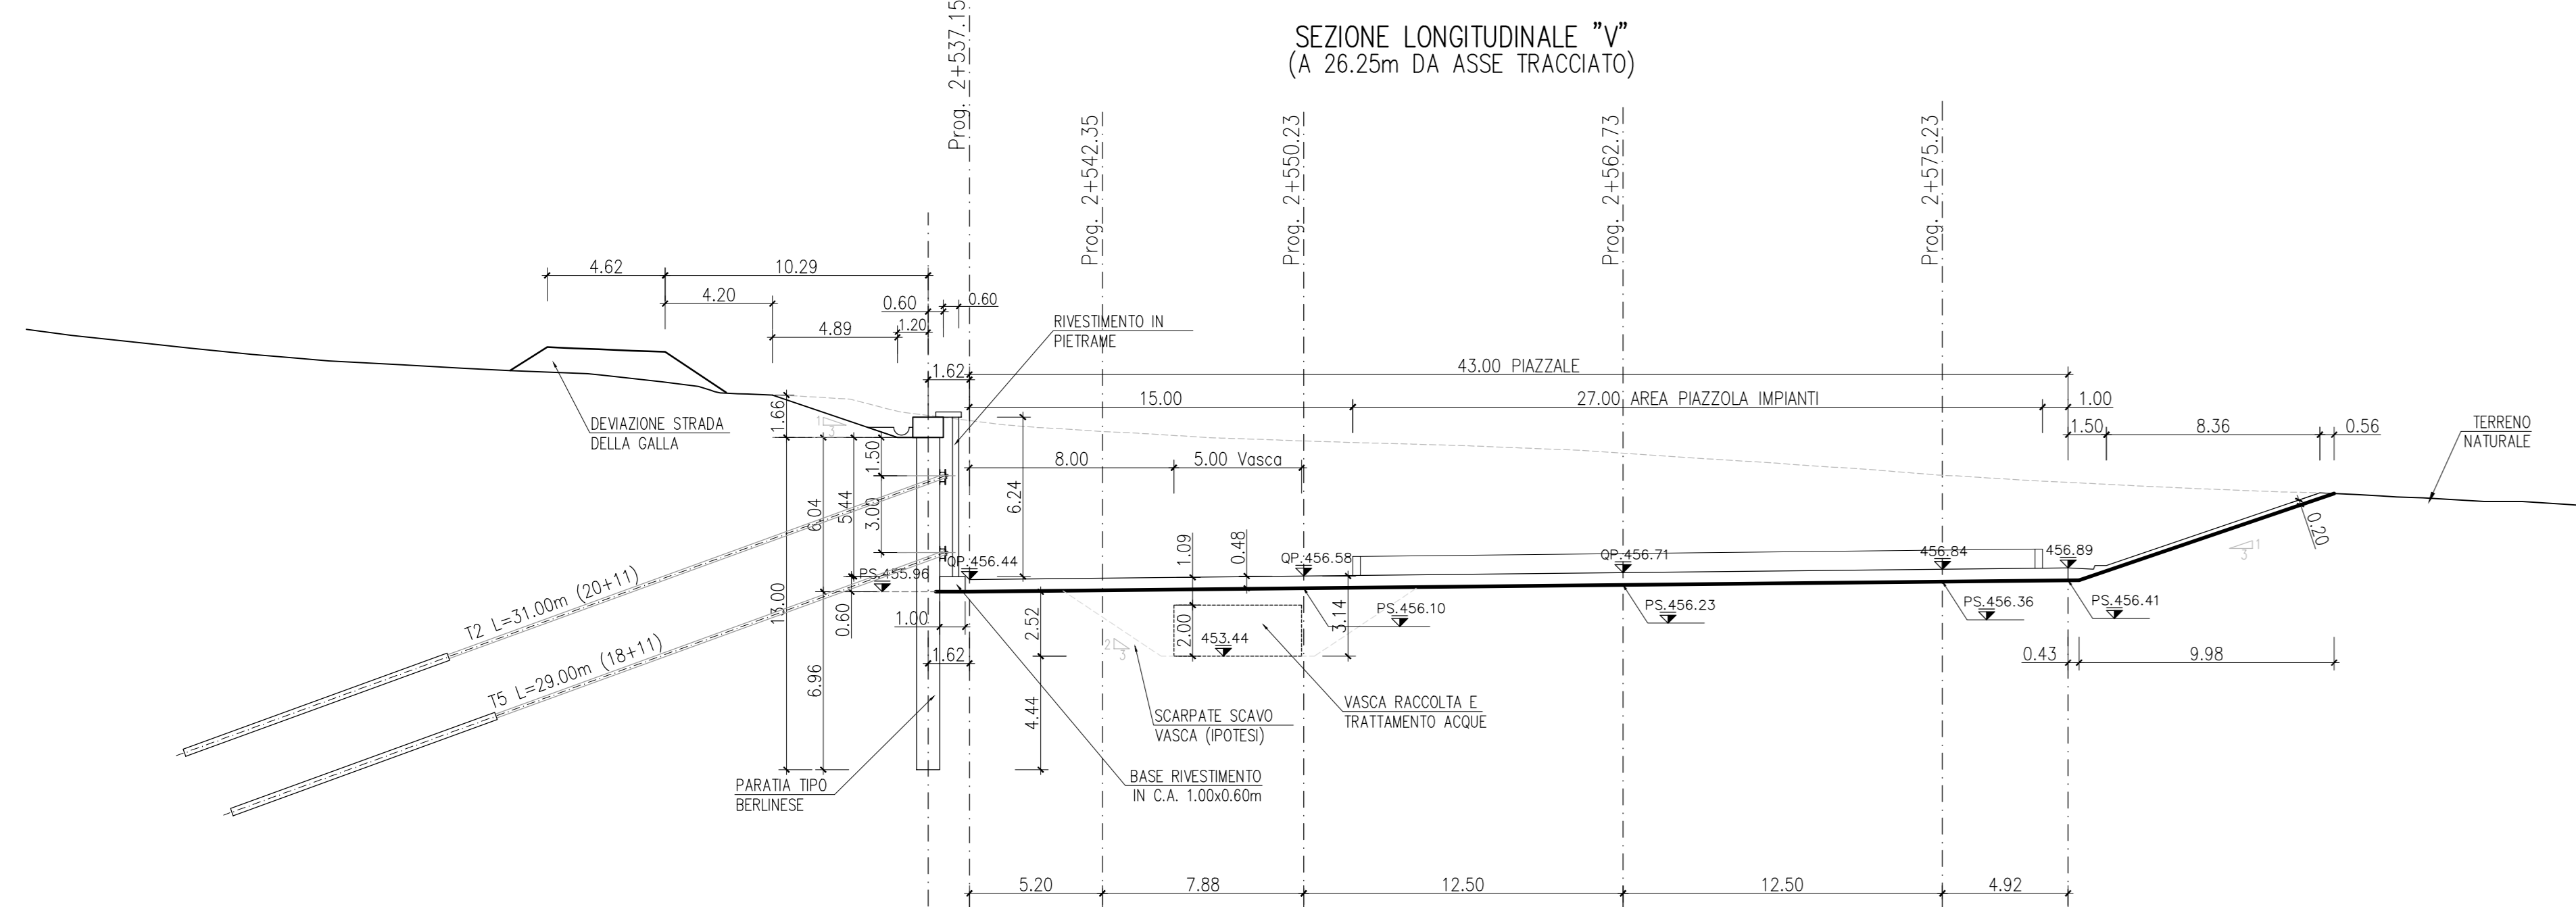 SEZIONE LONGITUDINALE "V"
(A 26.25m DA ASSE TRACCIATO)
Prog. 2+537.15
Prog. 2+542.35
Prog. 2+550.23
Prog. 2+562.73
Prog. 2+575.23
4.62
10.29
4.20
0.60
0.60
4.89
1.20
RIVESTIMENTO IN
PIETRAME
1.62
43.00 PIAZZALE
15.00
27.00 AREA PIAZZOLA IMPIANTI
1.00
1.66
DEVIAZIONE STRADA
DELLA GALLA
1
3
1.50
8.36
0.56
TERRENO
NATURALE
1.50
8.00
5.00 Vasca
6.04
5.44
3.00
6.24
0.20
1
3
1.09
0.48
QP.456.44
QP.456.58
QP.456.71
456.84
456.89
PS.455.96
T2 L=31.00m (20+11)
13.00
0.60
1.00
2.52
2.00
453.44
3.14
PS.456.10
PS.456.23
PS.456.36
PS.456.41
2
3
T5 L=29.00m (18+11)
6.96
1.62
0.43
9.98
4.44
SCARPATE SCAVO
VASCA (IPOTESI)
VASCA RACCOLTA E
TRATTAMENTO ACQUE
PARATIA TIPO
BERLINESE
BASE RIVESTIMENTO
IN C.A. 1.00x0.60m
5.20
7.88
12.50
12.50
4.92